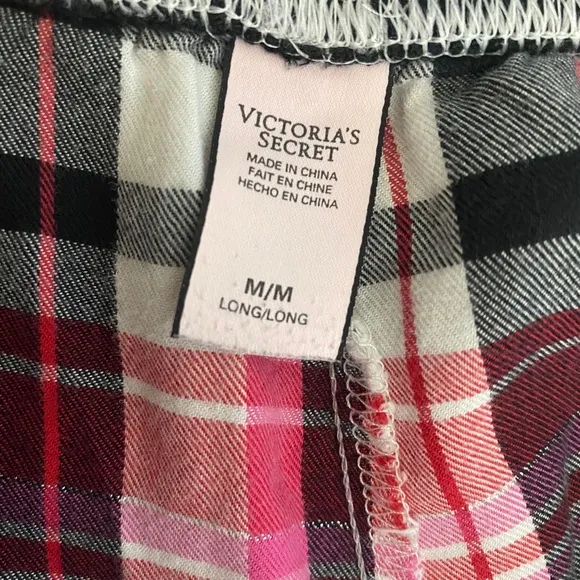 VICTORIA'S
SECRET
MADE IN CHINA
FAIT EN CHINE
HECHO EN CHINA
M/M
LONG/LONG